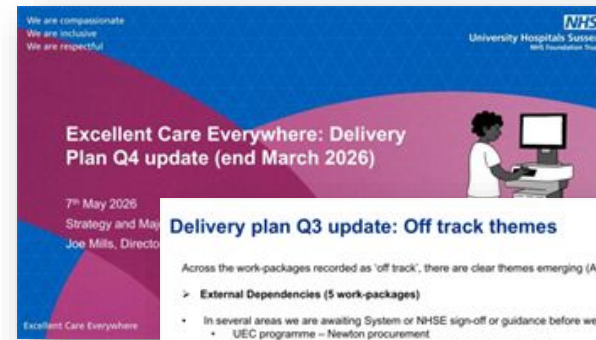 We are compassionate
We are inclusive
We are respectful
NHS
University Hospitals Sussex
NHS Foundation Trust
Excellent Care Everywhere: Delivery
Plan Q4 update (end March 2026)
7th May 2026
Strategy and Maj
Joe Mills, Directo
Excellent Care Everywhere
Delivery plan Q3 update: Off track themes
Across the work-packages recorded as 'off track', there are clear themes emerging (A
➢ External Dependencies (5 work-packages)
• In several areas we are awaiting System or NHSE sign-off or guidance before we
• UEC programme – Newton procurement